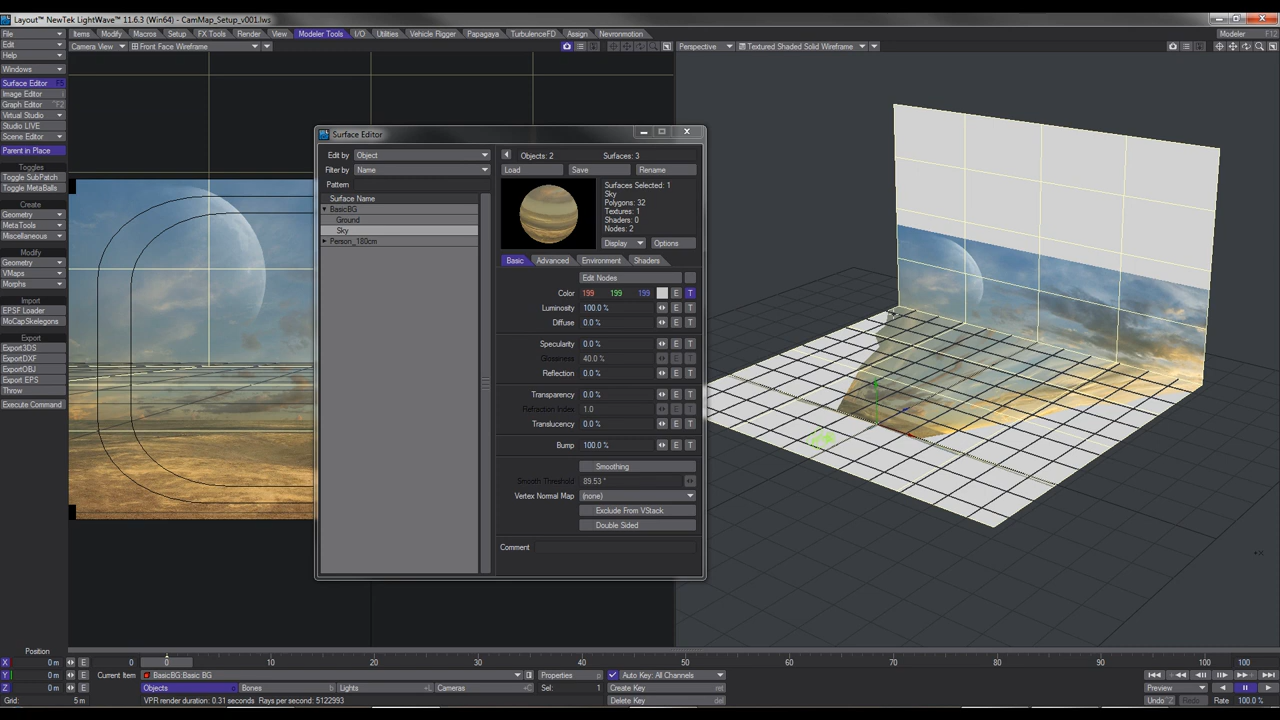 Layout™ NewTek LightWave™ 11.6.3 (Win64) - CamMap_Setup_v001.lws
File
Items Modify Macros Setup FX Tools Render View Modeler Tools I/O Utilities Vehicle Rigger Papagaya TurbulenceFD Assign Nevronmotion Modeler F12
Edit
Camera View Front Face Wireframe Perspective Textured Shaded Solid Wireframe
Help
Windows
Surface Editor F5
Image Editor
Graph Editor ^F2
Virtual Studio
Studio LIVE
Scene Editor
Parent in Place
Toggles
Toggle SubPatch
Toggle MetaBalls
Create
Geometry
MetaTools
Miscellaneous
Modify
Geometry
VMaps
Morphs
Import
EPSF Loader
MoCapSkelegons
Export
Export3DS
ExportDXF
ExportOBJ
Export EPS
Throw
Execute Command
Surface Editor
Edit by Object
Filter by Name
Pattern
Surface Name
BasicBG
Ground
Sky
Person_180cm
Objects: 2 Surfaces: 3
Load Save Rename
Surfaces Selected: 1
Sky
Polygons: 32
Textures: 1
Shaders: 0
Nodes: 2
Display Options
Basic Advanced Environment Shaders
Edit Nodes
Color 199 199 199 E T
Luminosity 100.0 % E T
Diffuse 0.0 % E T
Specularity 0.0 % E T
Glossiness 40.0 % E T
Reflection 0.0 % E T
Transparency 0.0 % E T
Refraction Index 1.0 E T
Translucency 0.0 % E T
Bump 100.0 % E T
Smoothing
Smooth Threshold 89.53 °
Vertex Normal Map (none)
Exclude From VStack
Double Sided
Comment
Position
X 0 m E 0 0 10 20 30 40 50 60 70 80 90 100 100
Y 0 m E Current Item BasicBG:Basic BG Properties p Auto Key: All Channels
Z 0 m E Objects Bones Lights Cameras Sel: 1 Create Key ret Preview
Grid: 5 m VPR render duration: 0.31 seconds Rays per second: 5122993 Delete Key del Undo ^Z Redo Rate 100.0 %